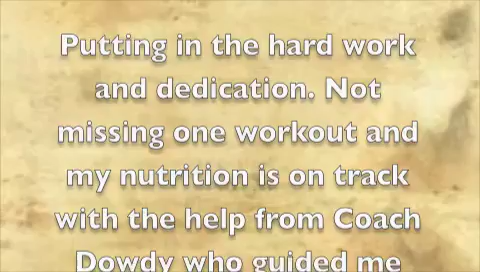 Putting in the hard work
and dedication. Not
missing one workout and
my nutrition is on track
with the help from Coach
Dowdy who guided me